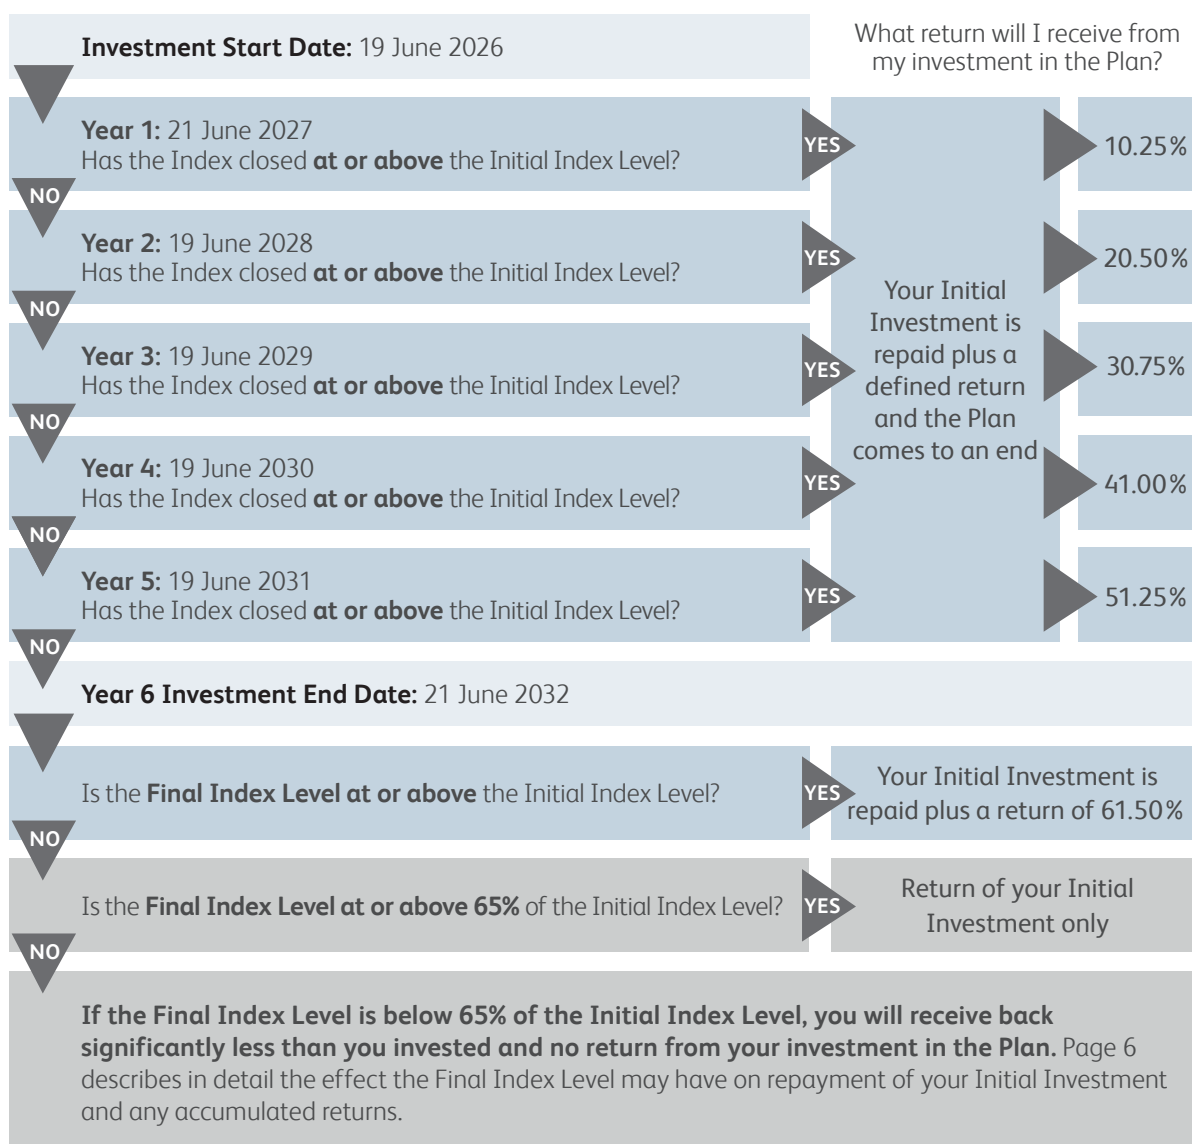 Investment Start Date: 19 June 2026
What return will I receive from
my investment in the Plan?
Year 1: 21 June 2027
Has the Index closed at or above the Initial Index Level?
YES
10.25%
NO
Year 2: 19 June 2028
Has the Index closed at or above the Initial Index Level?
YES
20.50%
NO
Year 3: 19 June 2029
Has the Index closed at or above the Initial Index Level?
YES
30.75%
NO
Year 4: 19 June 2030
Has the Index closed at or above the Initial Index Level?
YES
41.00%
NO
Year 5: 19 June 2031
Has the Index closed at or above the Initial Index Level?
YES
51.25%
NO
Your Initial
Investment is
repaid plus a
defined return
and the Plan
comes to an end
Year 6 Investment End Date: 21 June 2032
Is the Final Index Level at or above the Initial Index Level?
YES
Your Initial Investment is
repaid plus a return of 61.50%
NO
Is the Final Index Level at or above 65% of the Initial Index Level?
YES
Return of your Initial
Investment only
NO
If the Final Index Level is below 65% of the Initial Index Level, you will receive back
significantly less than you invested and no return from your investment in the Plan. Page 6
describes in detail the effect the Final Index Level may have on repayment of your Initial Investment
and any accumulated returns.